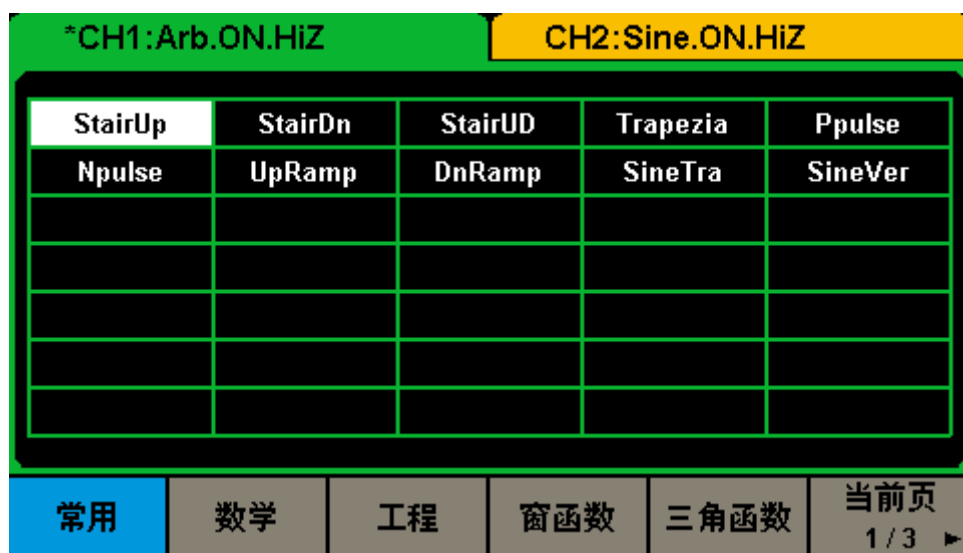 *CH1:Arb.ON.HiZ CH2:Sine.ON.HiZ
StairUp StairDn StairUD Trapezia Ppulse
Npulse UpRamp DnRamp SineTra SineVer
常用 数学 工程 窗函数 三角函数 当前页
1/3 ►